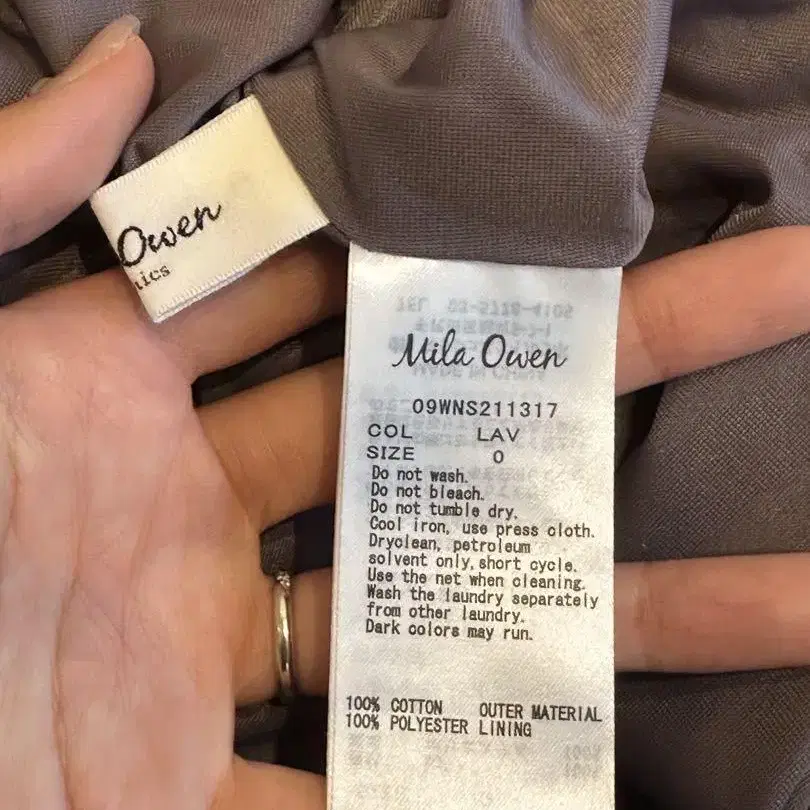 Owen
nics
Mila Owen
09WNS211317
COL LAV
SIZE 0
Do not wash.
Do not bleach.
Do not tumble dry.
Cool iron, use press cloth.
Dryclean, petroleum
solvent only, short cycle.
Use the net when cleaning.
Wash the laundry separately
from other laundry.
Dark colors may run.
100% COTTON OUTER MATERIAL
100% POLYESTER LINING